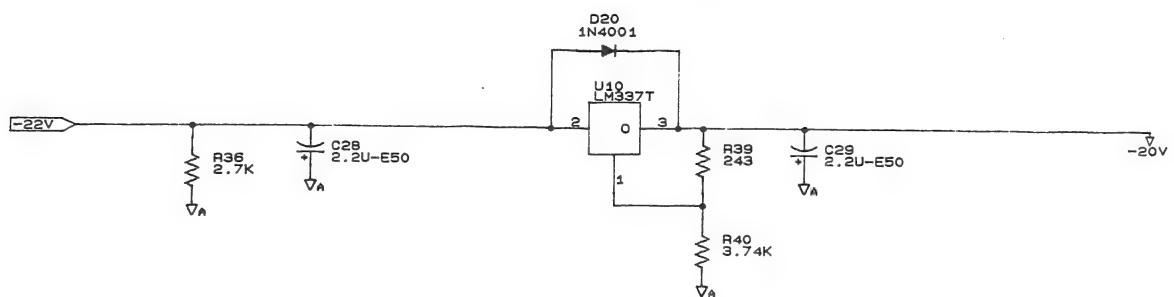 D20
1N4001
U10
LM337T
-22V
2
O
3
1
R36
2.7K
A
C28
2.2U-E50
A
R39
243
C29
2.2U-E50
A
-20V
R40
3.74K
A